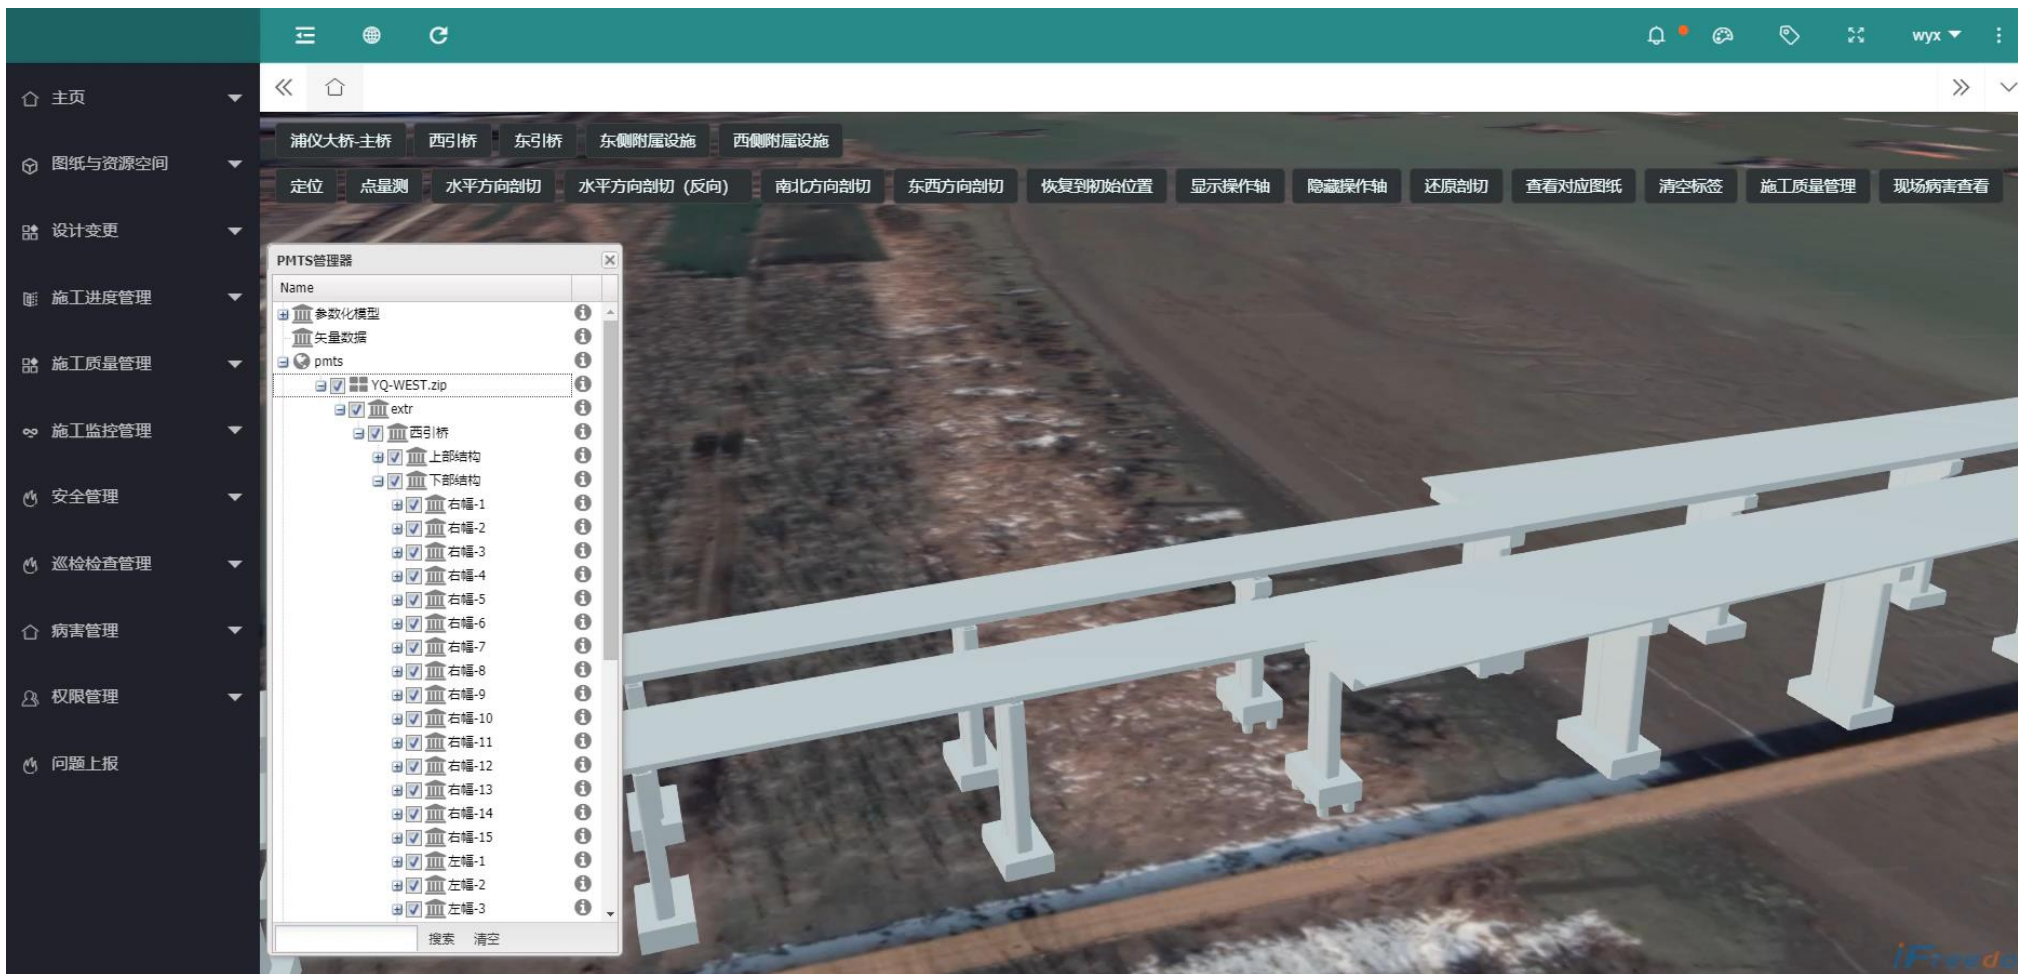 wyx
主页
图纸与资源空间
设计变更
施工进度管理
施工质量管理
施工监控管理
安全管理
巡检检查管理
病害管理
权限管理
问题上报
浦仪大桥-主桥 西引桥 东引桥 东侧附属设施 西侧附属设施
定位 点量测 水平方向剖切 水平方向剖切（反向） 南北方向剖切 东西方向剖切 恢复到初始位置 显示操作轴 隐藏操作轴 还原剖切 查看对应图纸 清空标签 施工质量管理 现场病害查看
PMTS管理器
Name
参数化模型
矢量数据
pmts
YQ-WEST.zip
extr
西引桥
上部结构
下部结构
右幅-1
右幅-2
右幅-3
右幅-4
右幅-5
右幅-6
右幅-7
右幅-8
右幅-9
右幅-10
右幅-11
右幅-12
右幅-13
右幅-14
右幅-15
左幅-1
左幅-2
左幅-3
搜索 清空
iFreedo